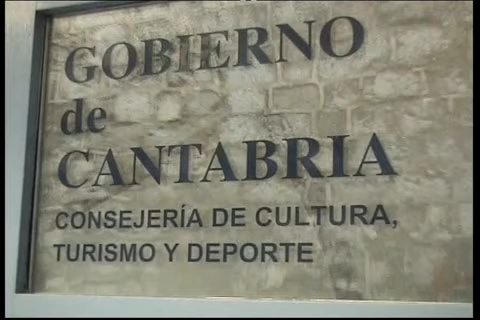 GOBIERNO
de
CANTABRIA
CONSEJERÍA DE CULTURA,
TURISMO Y DEPORTE